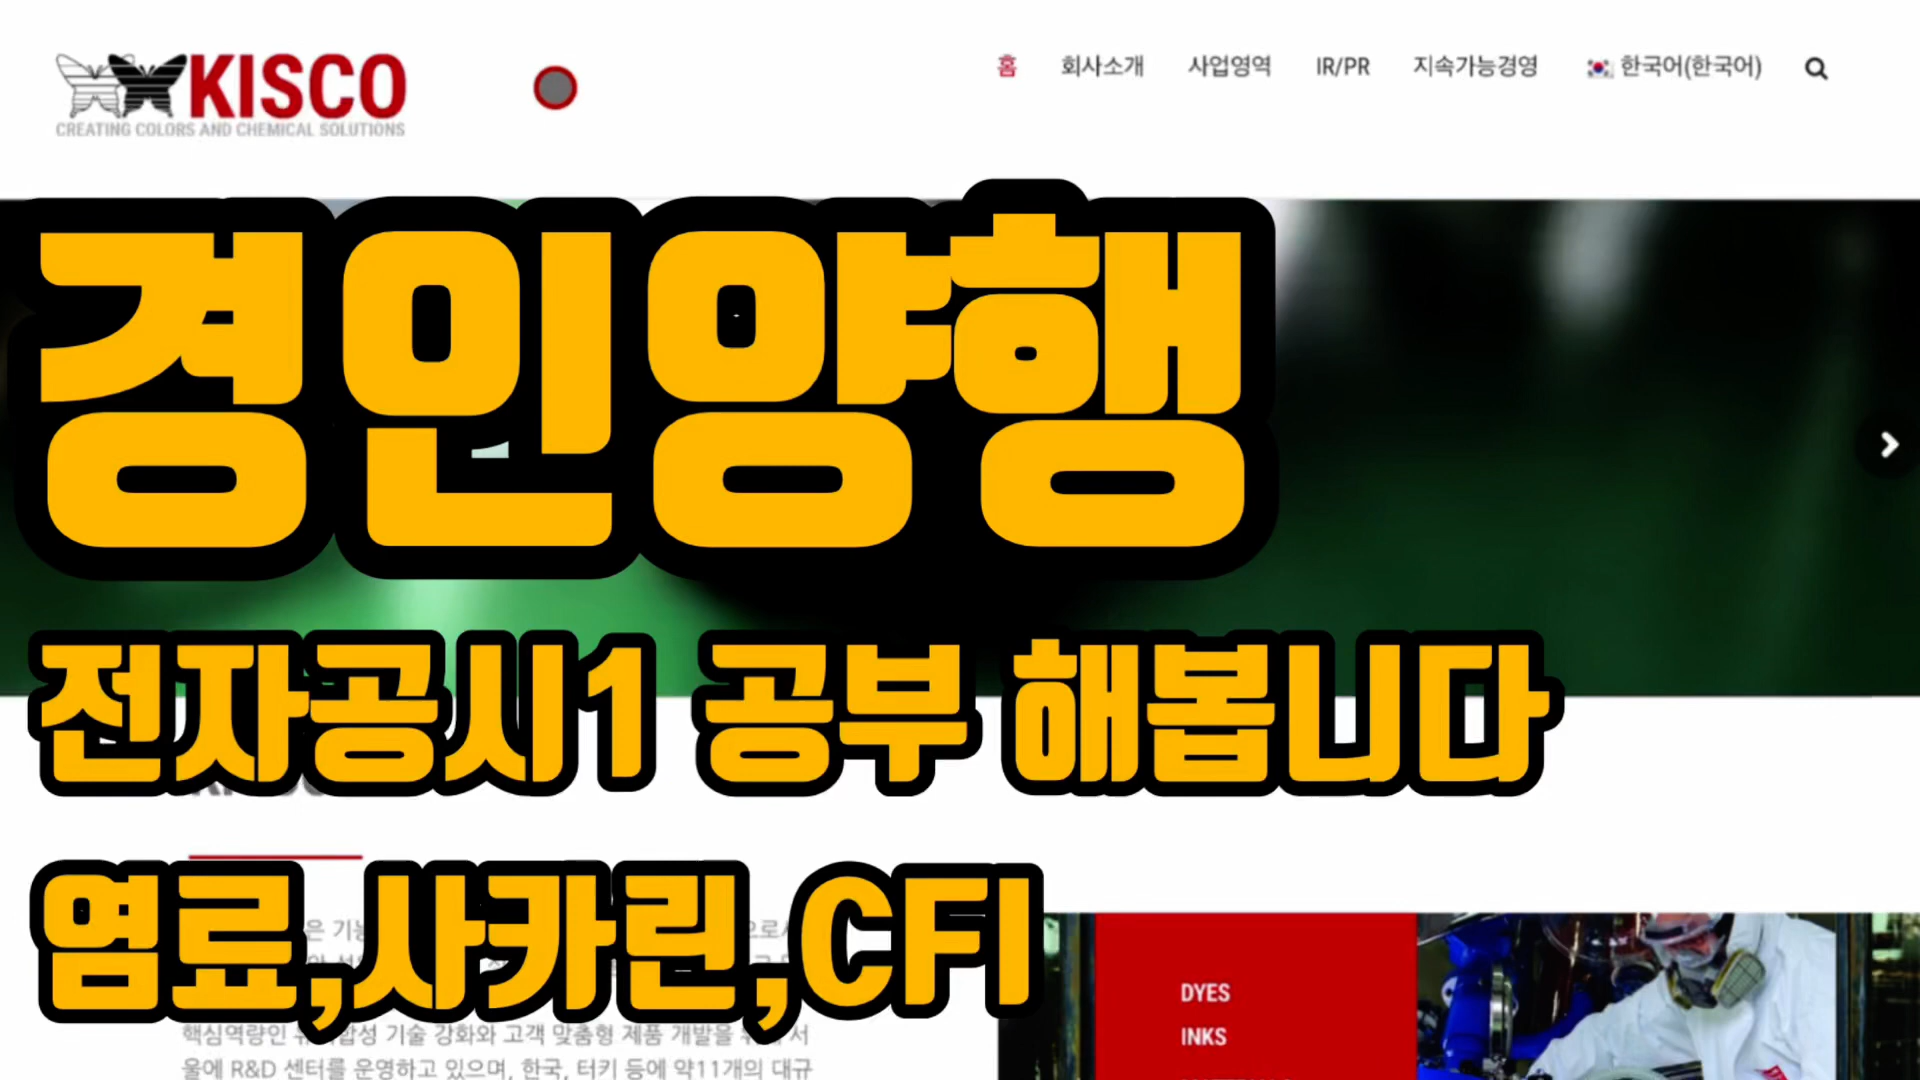 KISCO
CREATING COLORS AND CHEMICAL SOLUTIONS
홈 회사소개 사업영역 IR/PR 지속가능경영 한국어(한국어)
경인양행
전자공시1 공부 해봅니다
염료,사카린,CFI
은
핵심역량인 기술 강화와 고객 맞춤형 제품 개발을 서
울에 R&D 센터를 운영하고 있으며, 한국, 터키 등에 약11개의 대규
DYES
INKS